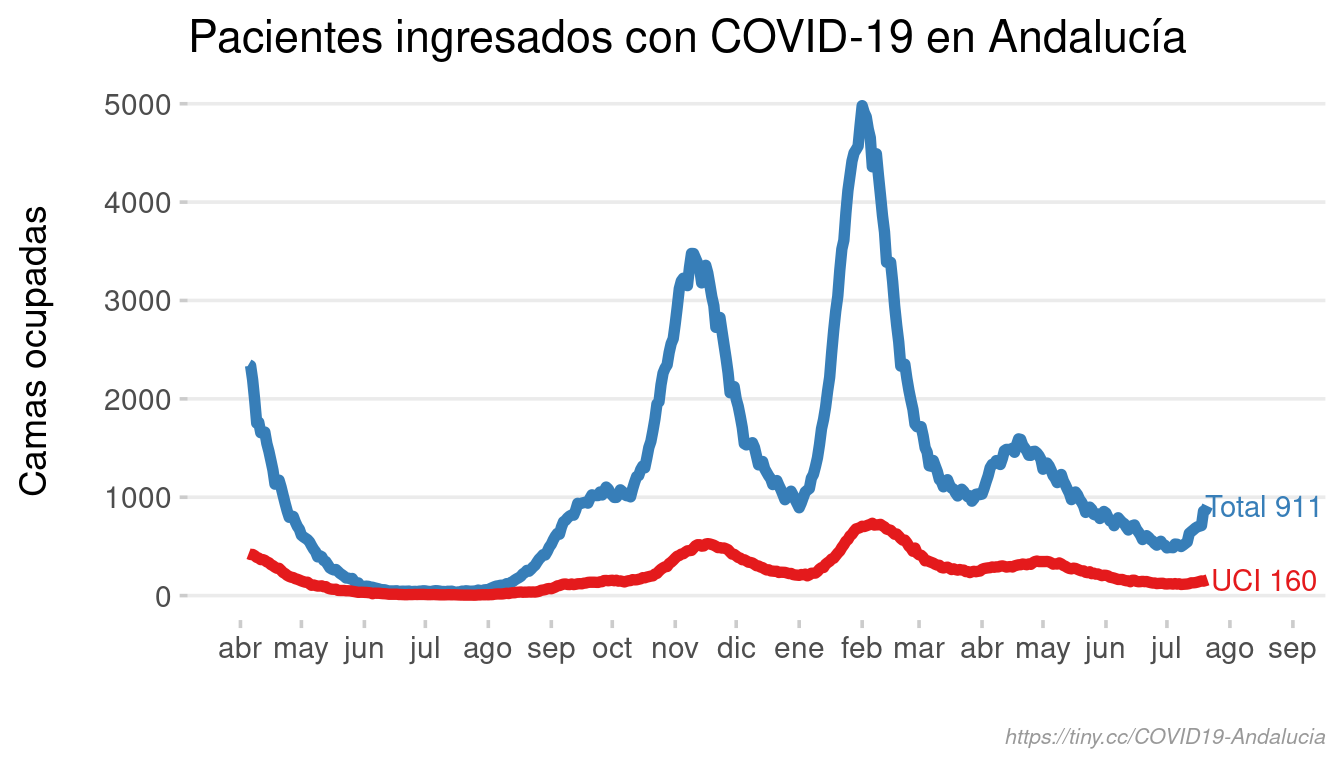 Pacientes ingresados con COVID-19 en Andalucía
Camas ocupadas
5000
4000
3000
2000
1000
0
Total 911
UCI 160
abr may jun jul ago sep oct nov dic ene feb mar abr may jun jul ago sep
https://tiny.cc/COVID19-Andalucia